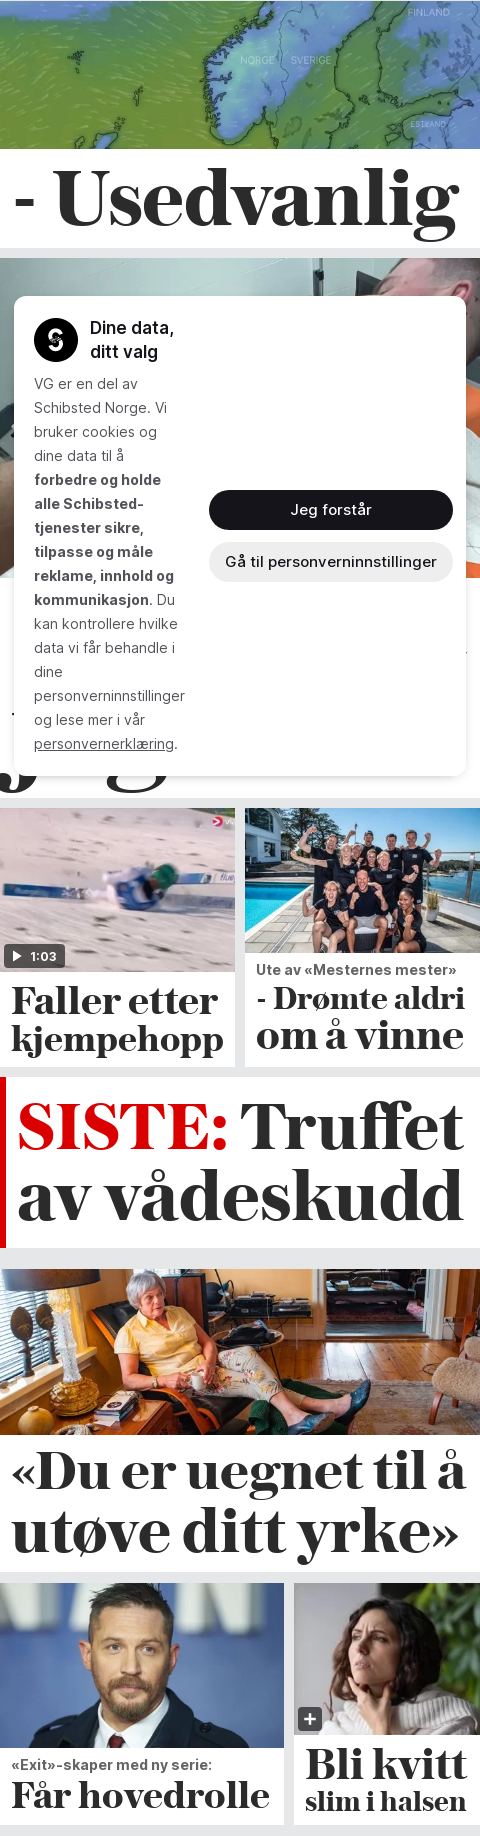 FINLAND
NORGE SVERIGE
ESTLAND
- Usedvanlig
Dine data,
ditt valg
VG er en del av
Schibsted Norge. Vi
bruker cookies og
dine data til å
forbedre og holde
alle Schibsted-
tjenester sikre,
tilpasse og måle
reklame, innhold og
kommunikasjon. Du
kan kontrollere hvilke
data vi får behandle i
dine
personverninnstillinger
og lese mer i vår
personvernerklæring.
Jeg forstår
Gå til personverninnstillinger
1:03
Faller etter
kjempehopp
Ute av «Mesternes mester»
- Drømte aldri
om å vinne
SISTE: Truffet
av vådeskudd
«Du er uegnet til å
utøve ditt yrke»
«Exit»-skaper med ny serie:
Får hovedrolle
Bli kvitt
slim i halsen